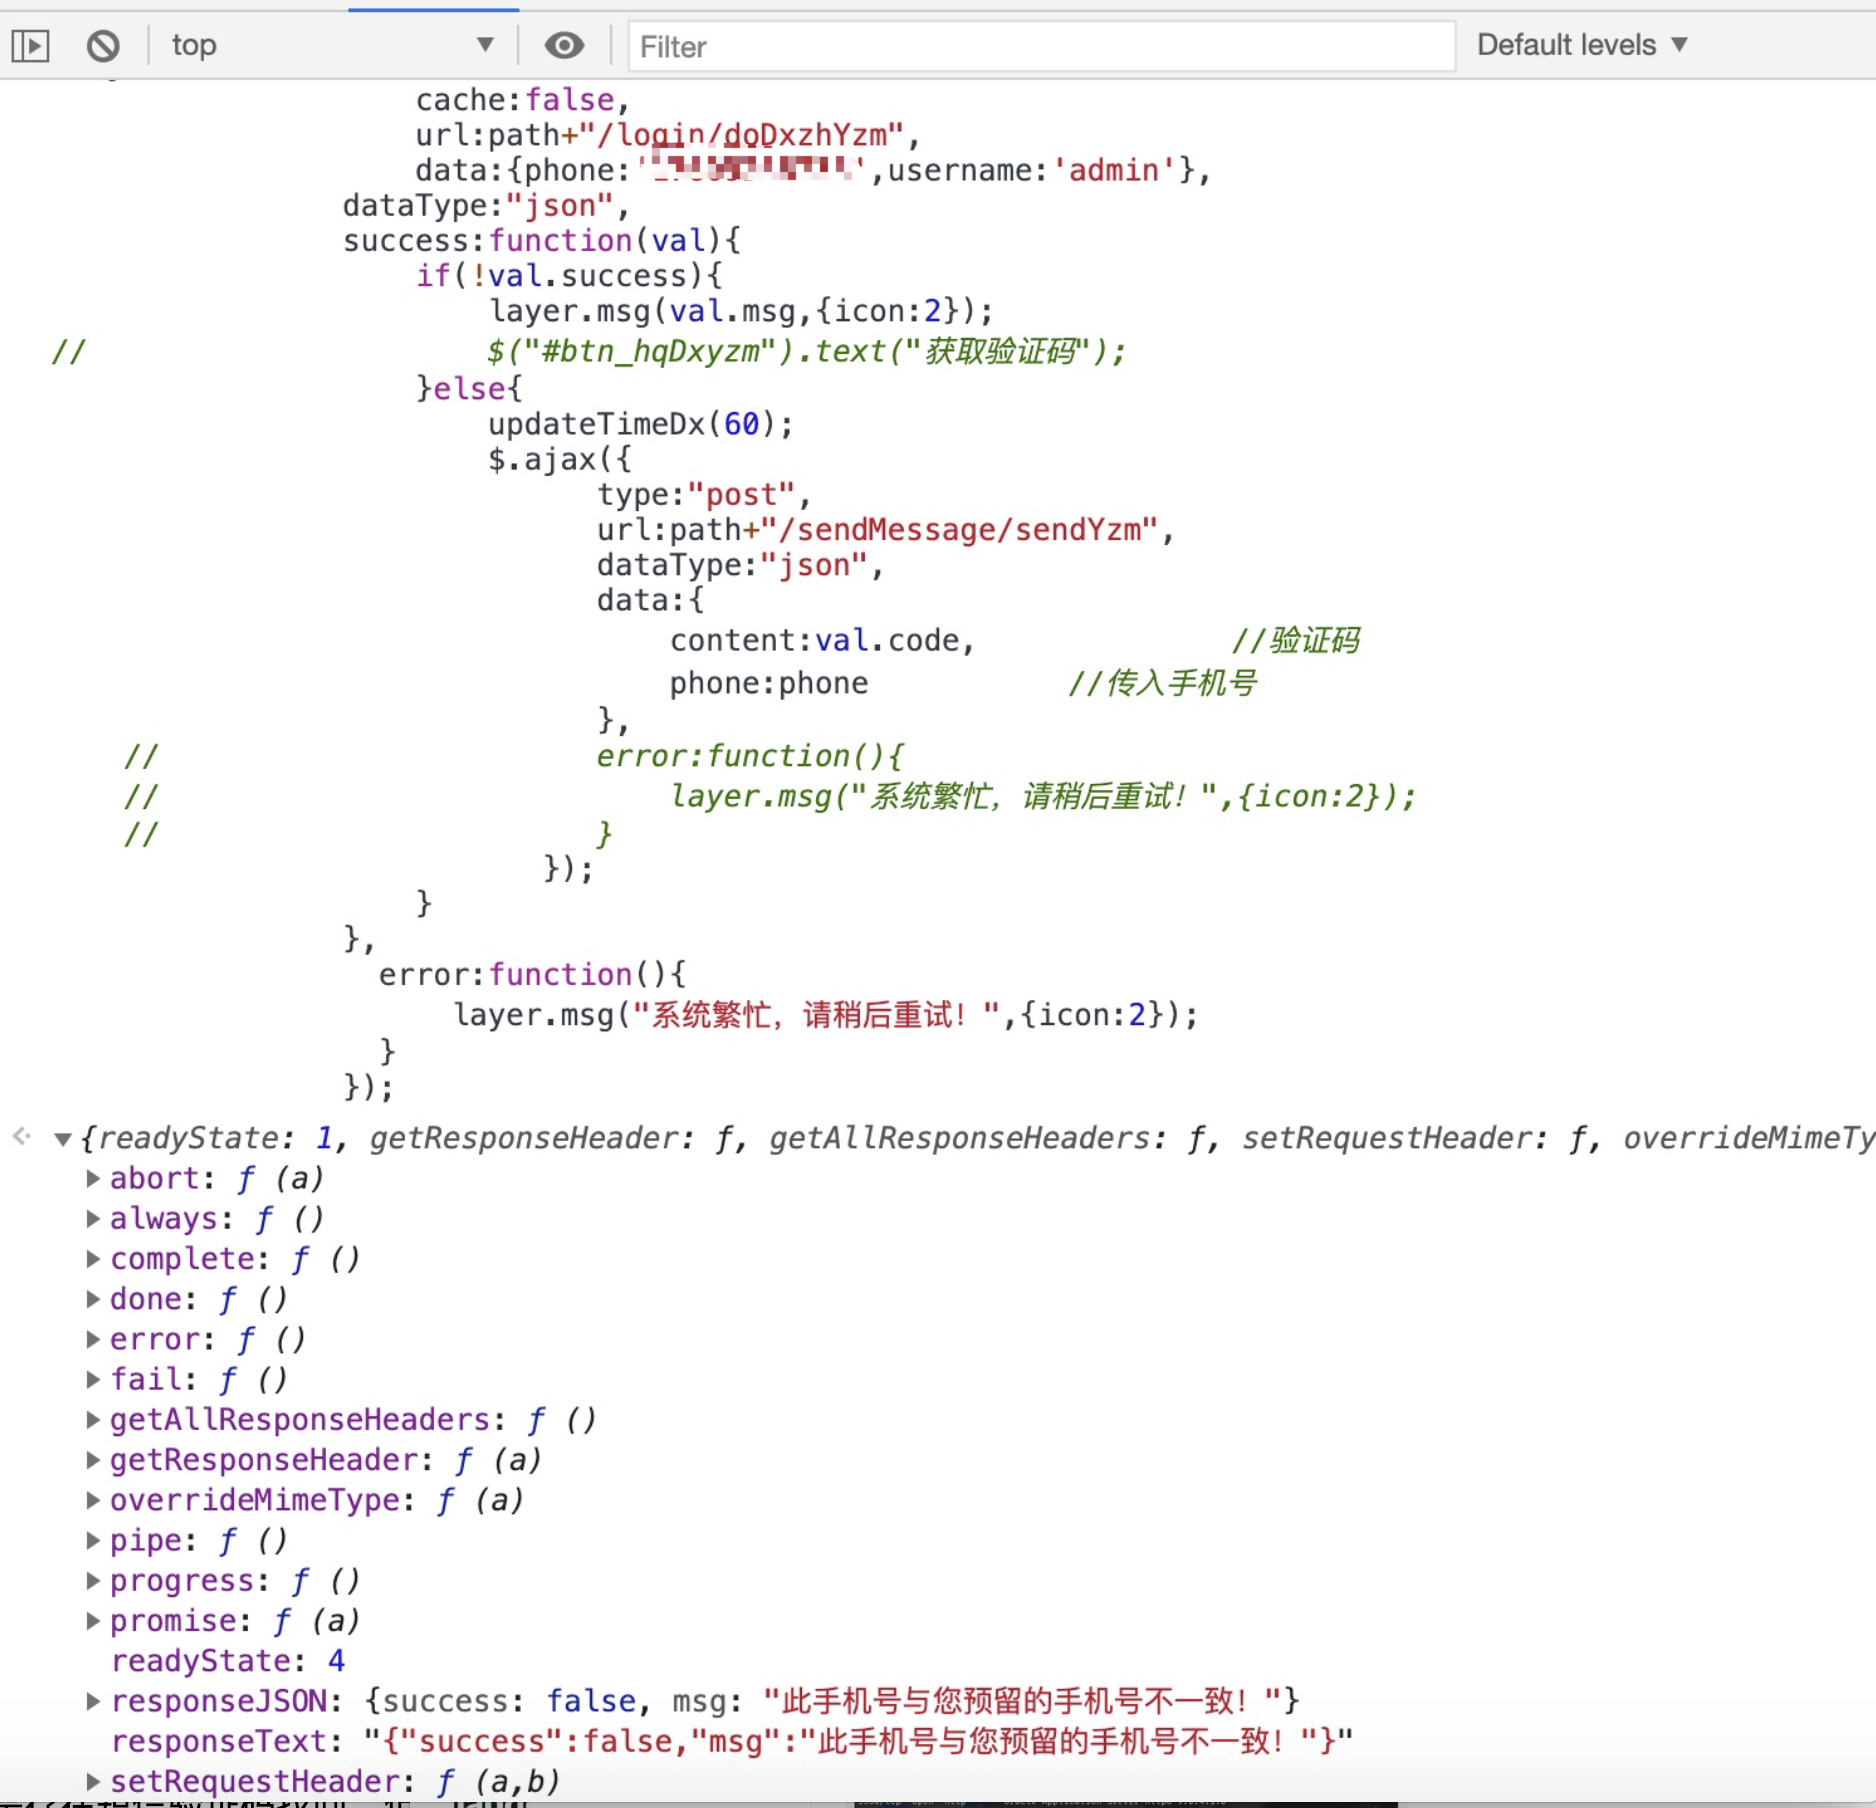 top Filter Default levels
cache:false,
url:path+"/login/doDxzhYzm",
data:{phone:' ',username:'admin'},
dataType:"json",
success:function(val){
if(!val.success){
layer.msg(val.msg,{icon:2});
// $("#btn_hqDxyzm").text("获取验证码");
}else{
updateTimeDx(60);
$.ajax({
type:"post",
url:path+"/sendMessage/sendYzm",
dataType:"json",
data:{
content:val.code, //验证码
phone:phone //传入手机号
},
// error:function(){
// layer.msg("系统繁忙，请稍后重试！",{icon:2});
// }
});
}
},
error:function(){
layer.msg("系统繁忙，请稍后重试！",{icon:2});
}
});
{readyState: 1, getResponseHeader: ƒ, getAllResponseHeaders: ƒ, setRequestHeader: ƒ, overrideMimeTy
abort: ƒ (a)
always: ƒ ()
complete: ƒ ()
done: ƒ ()
error: ƒ ()
fail: ƒ ()
getAllResponseHeaders: ƒ ()
getResponseHeader: ƒ (a)
overrideMimeType: ƒ (a)
pipe: ƒ ()
progress: ƒ ()
promise: ƒ (a)
readyState: 4
responseJSON: {success: false, msg: "此手机号与您预留的手机号不一致！"}
responseText: "{"success":false,"msg":"此手机号与您预留的手机号不一致！"}"
setRequestHeader: ƒ (a,b)